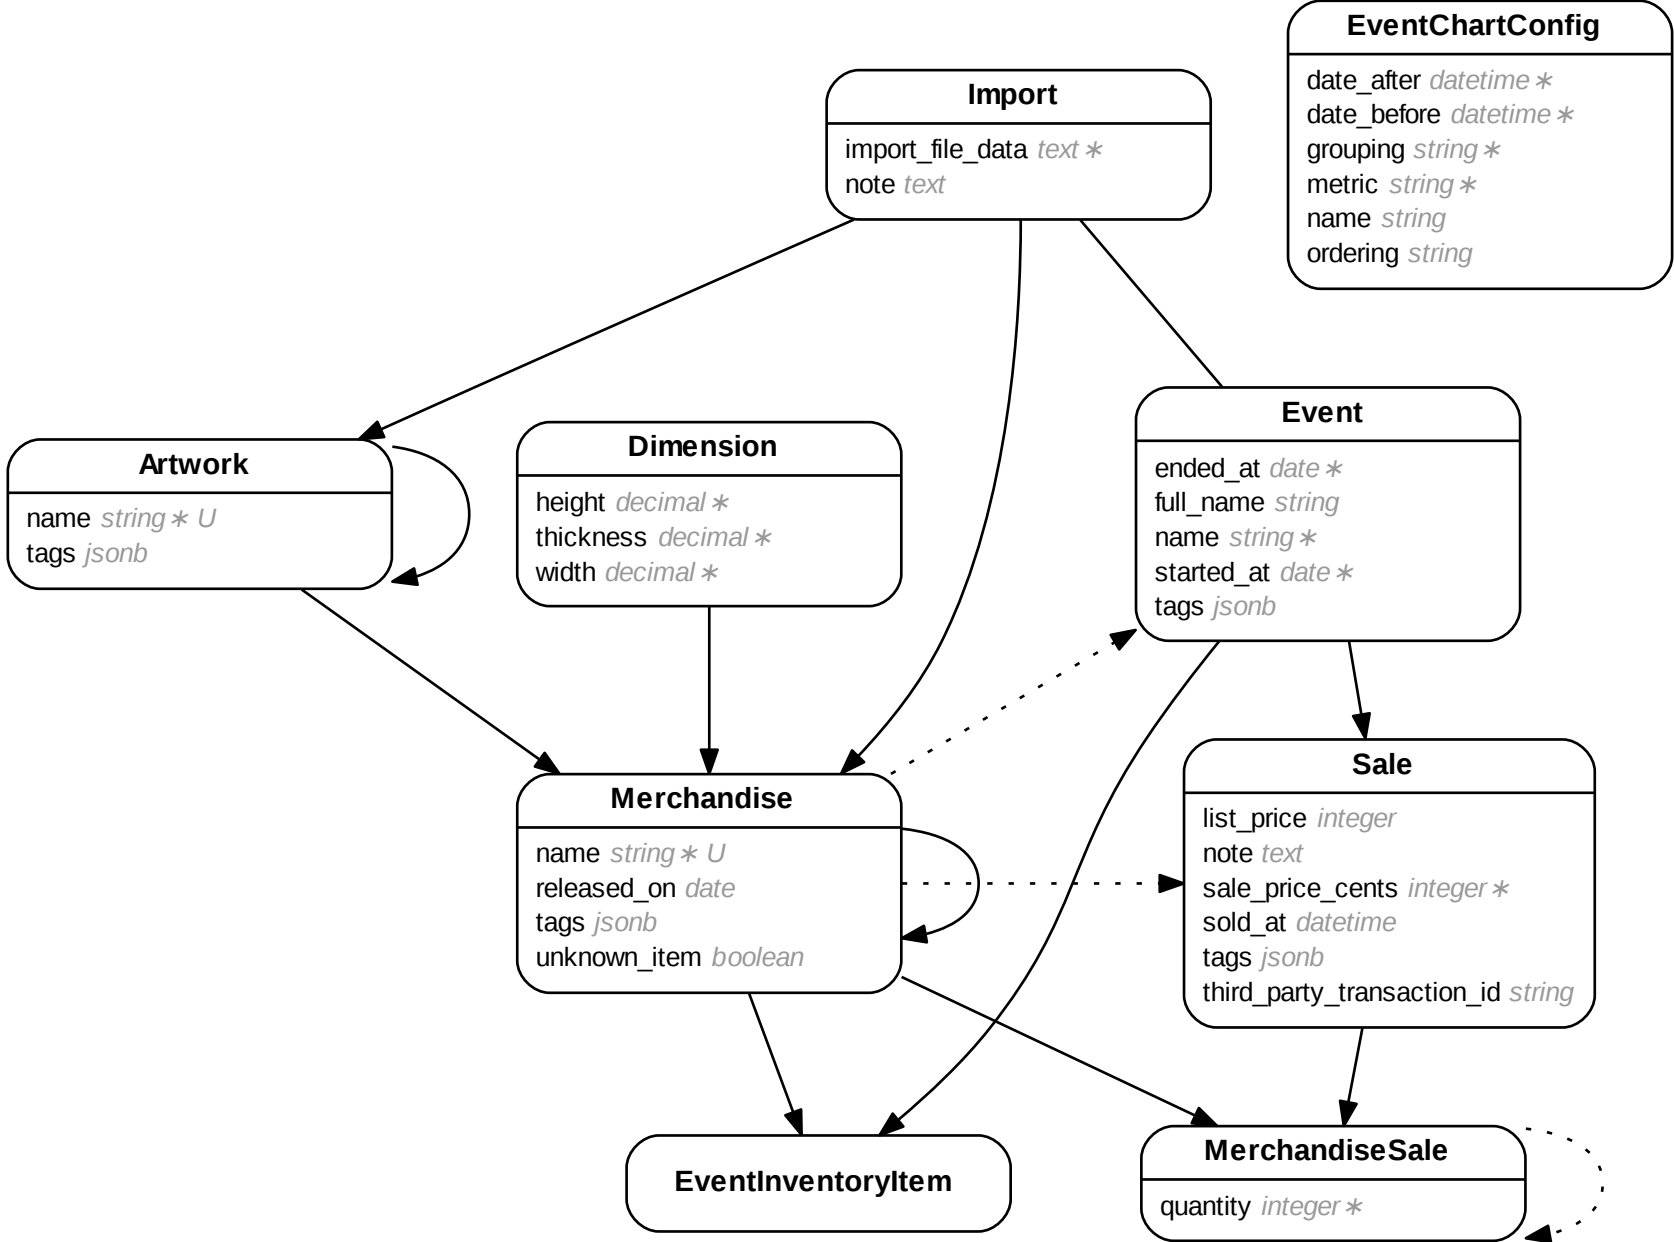 EventChartConfig
date_after datetime ∗
date_before datetime ∗
grouping string ∗
metric string ∗
name string
ordering string
Import
import_file_data text ∗
note text
Artwork
name string ∗ U
tags jsonb
Dimension
height decimal ∗
thickness decimal ∗
width decimal ∗
Event
ended_at date ∗
full_name string
name string ∗
started_at date ∗
tags jsonb
Merchandise
name string ∗ U
released_on date
tags jsonb
unknown_item boolean
Sale
list_price integer
note text
sale_price_cents integer ∗
sold_at datetime
tags jsonb
third_party_transaction_id string
EventInventoryItem
MerchandiseSale
quantity integer ∗